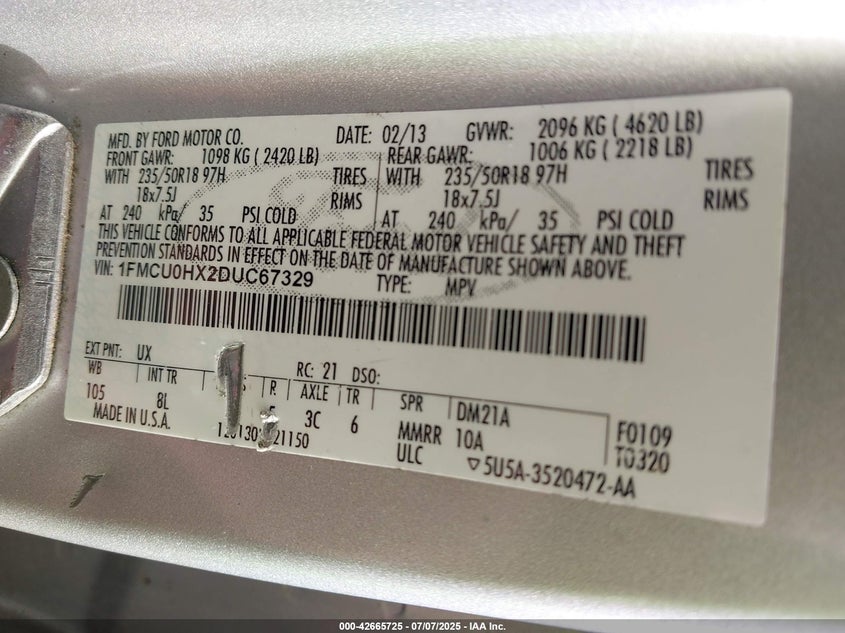 MFD. BY FORD MOTOR CO. DATE: 02/13 GVWR: 2096 KG ( 4620 LB)
FRONT GAWR: 1098 KG ( 2420 LB) REAR GAWR: 1006 KG ( 2218 LB)
WITH 235/50R18 97H TIRES WITH 235/50R18 97H TIRES
18x7.5J RIMS 18x7.5J RIMS
AT 240 kPa/ 35 PSI COLD AT 240 kPa/ 35 PSI COLD
THIS VEHICLE CONFORMS TO ALL APPLICABLE FEDERAL MOTOR VEHICLE SAFETY AND THEFT
PREVENTION STANDARDS IN EFFECT ON THE DATE OF MANUFACTURE SHOWN ABOVE.
VIN: 1FMCU0HX2DUC67329 TYPE: MPV
EXT PNT: UX RC: 21 DSO:
WB INT TR R AXLE TR SPR DM21A F0109
105 8L 3C 6 MMRR 10A T0320
MADE IN U.S.A. 21150 ULC ▽5U5A-3520472-AA
000-42665725 - 07/07/2025 - IAA Inc.